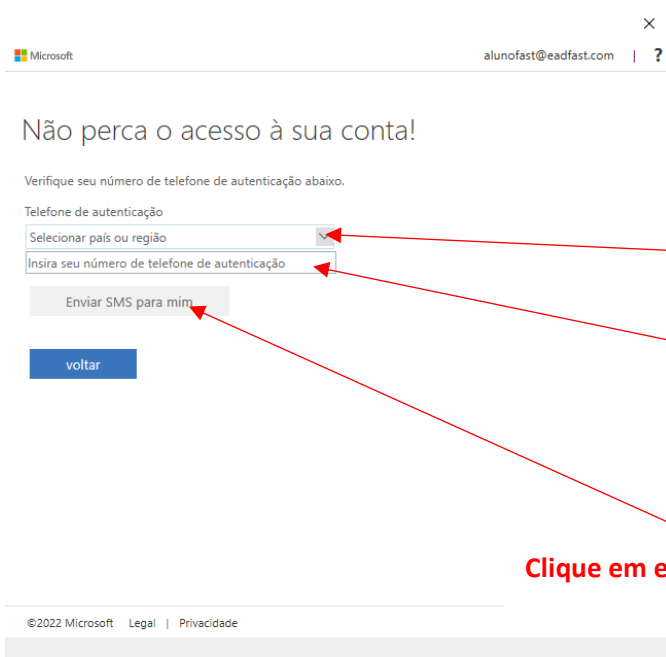 Microsoft
alunofast@eadfast.com | ?
Não perca o acesso à sua conta!
Verifique seu número de telefone de autenticação abaixo.
Telefone de autenticação
Selecionar país ou região
Insira seu número de telefone de autenticação
Enviar SMS para mim
voltar
Clique em e
©2022 Microsoft Legal | Privacidade